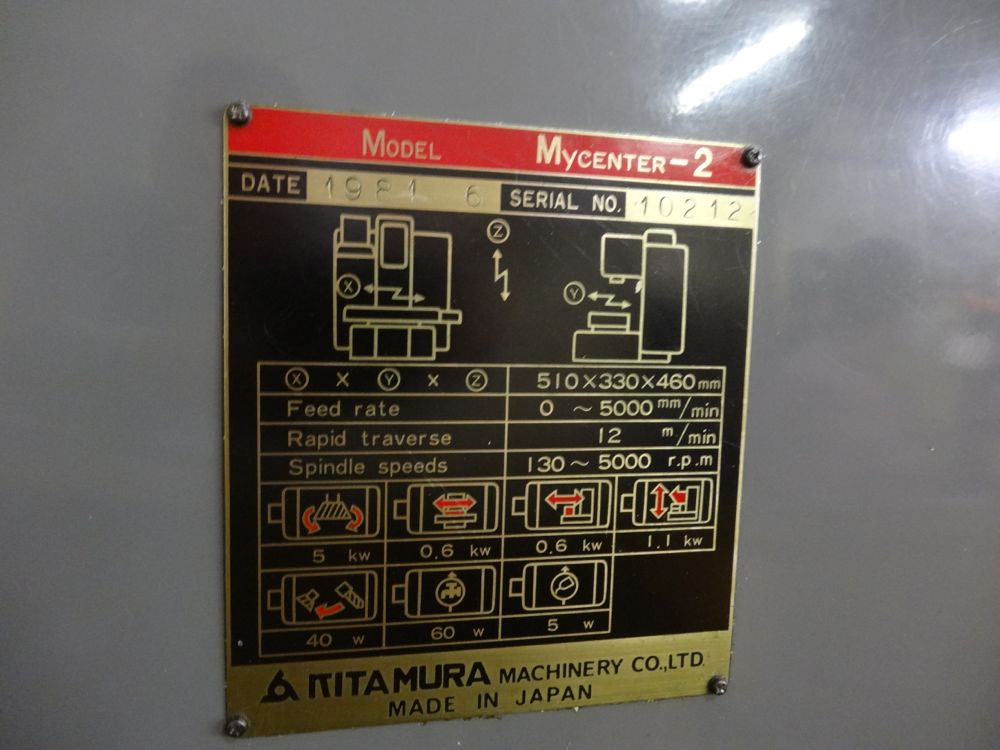 MODEL MYCENTER-2
DATE 1981 6 SERIAL NO. 10212
Z
X Y
X × Y × Z 510×330×460mm
Feed rate 0 ~ 5000 mm/min
Rapid traverse 12 m/min
Spindle speeds 130 ~ 5000 r.p.m
5 kw 0.6 kw 0.6 kw 1.1 kw
40 w 60 w 5 w
KITAMURA MACHINERY CO.,LTD.
MADE IN JAPAN